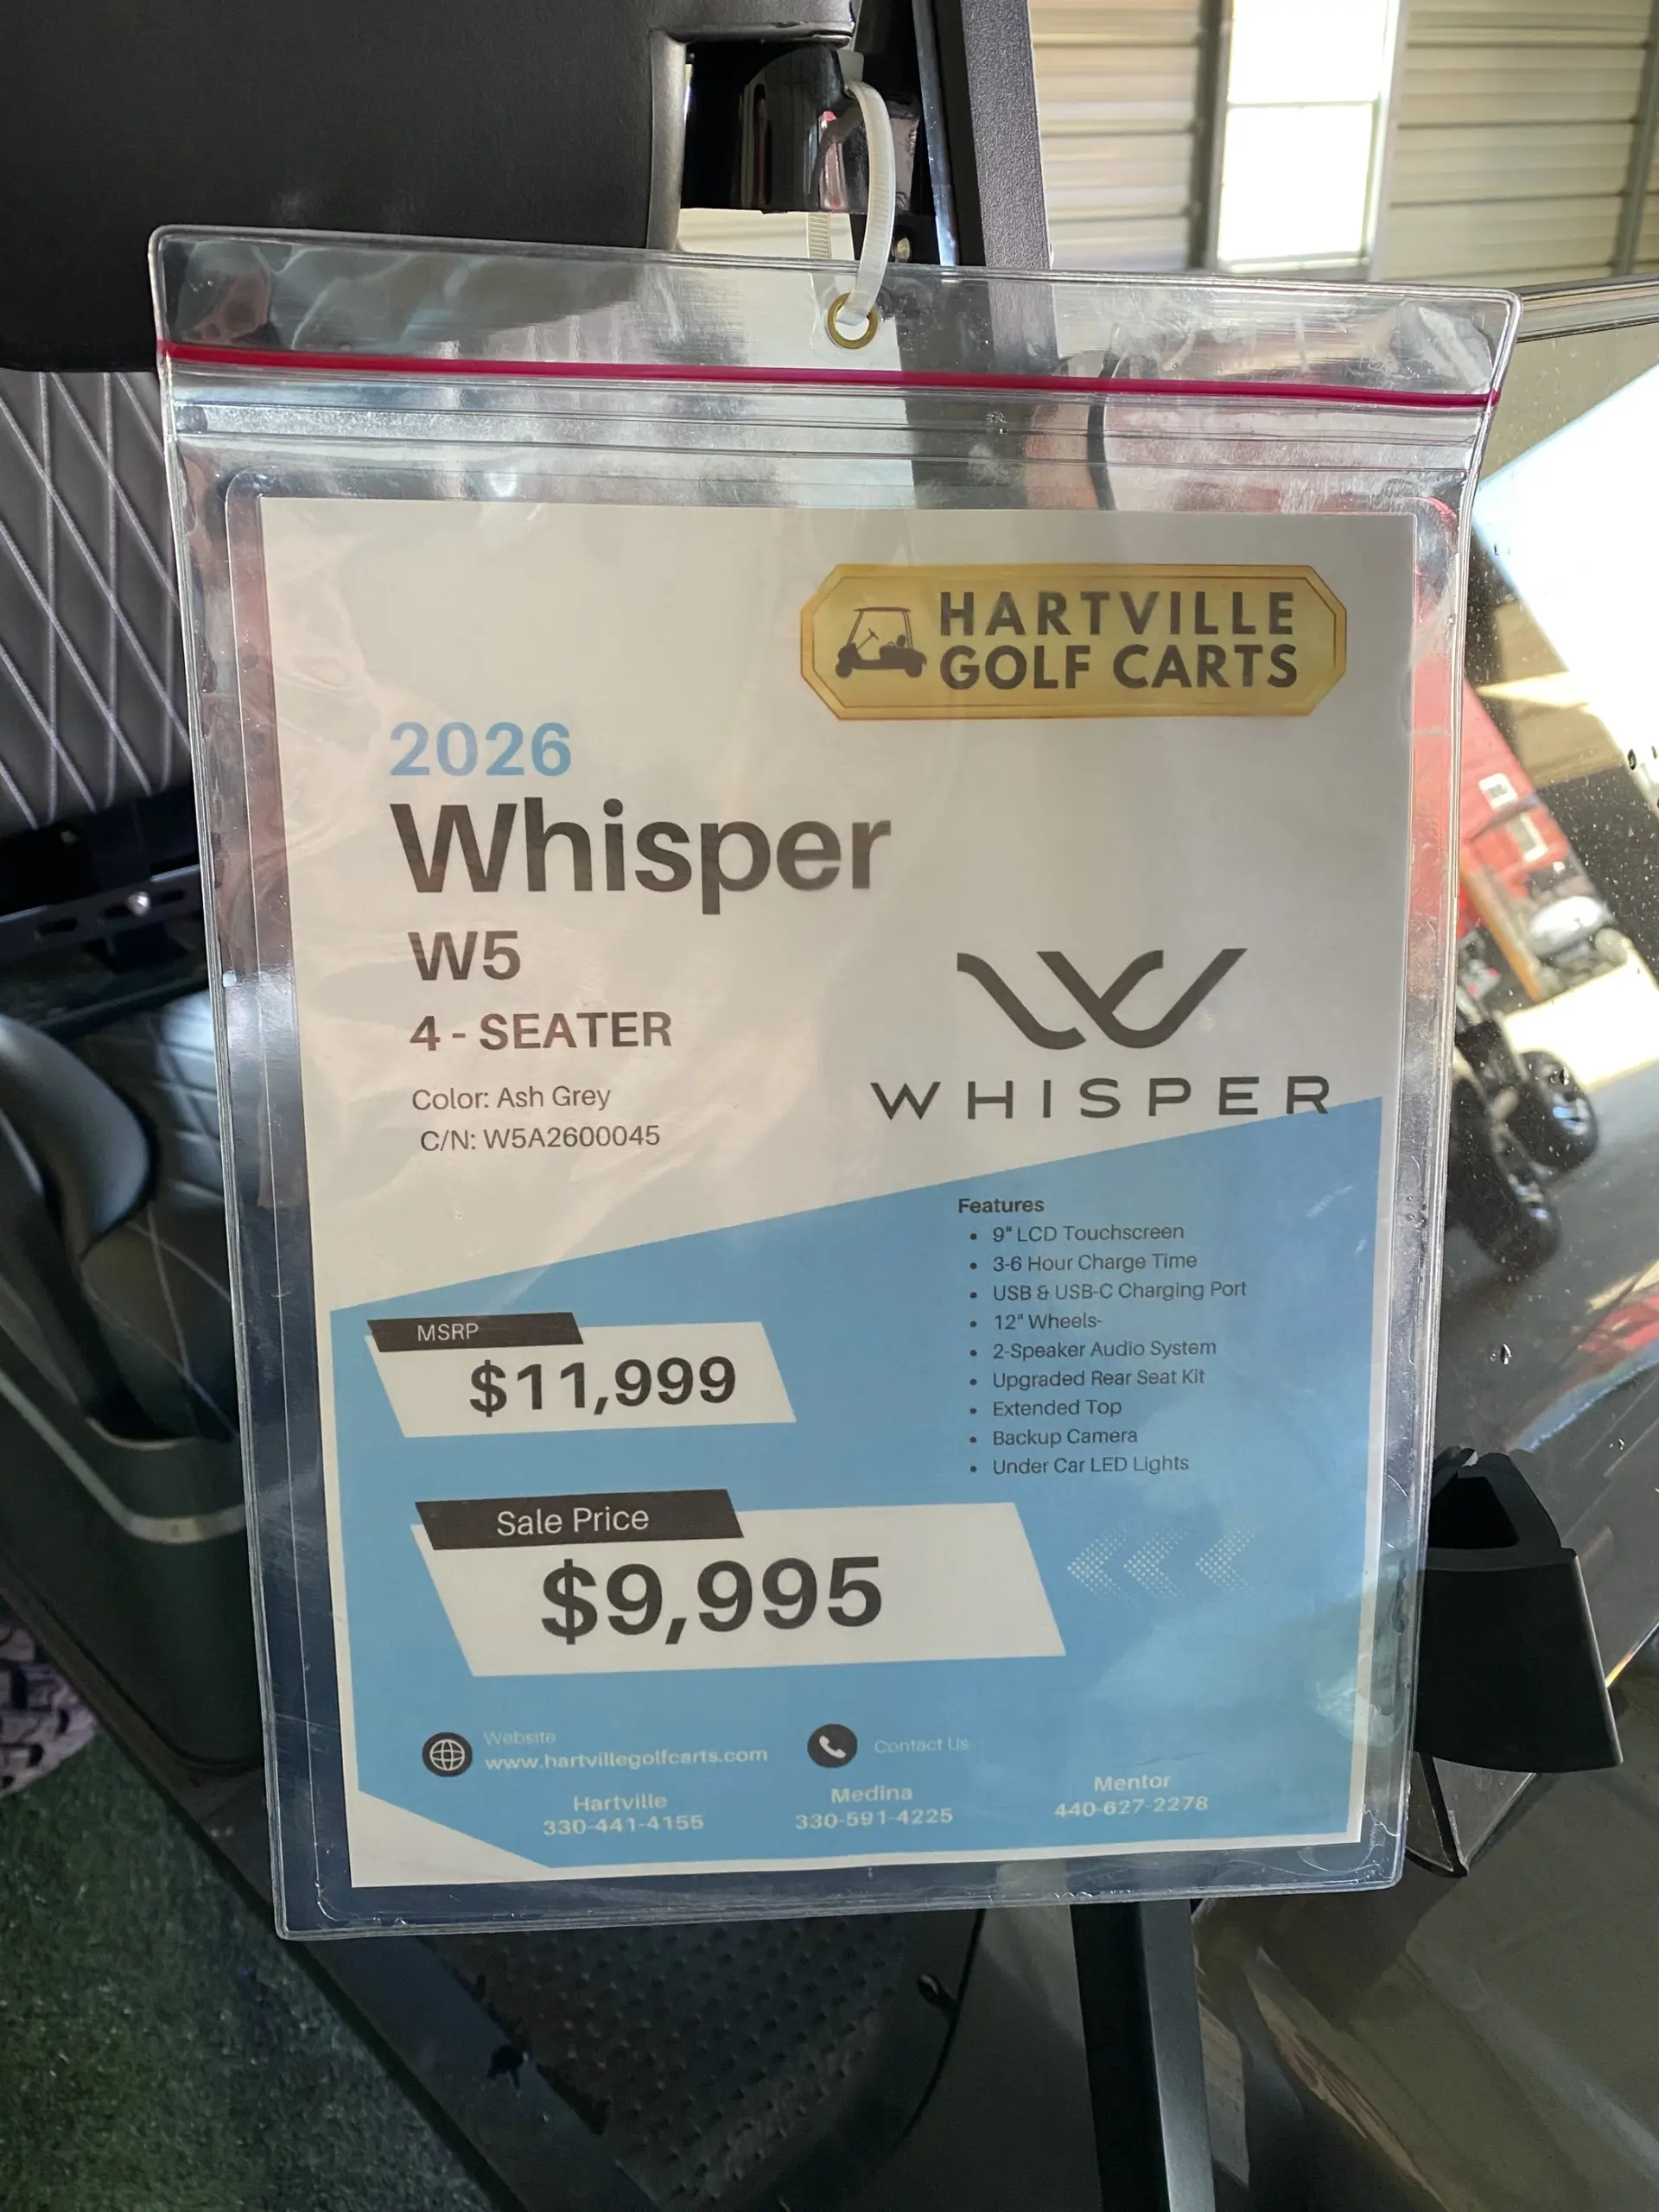 HARTVILLE
GOLF CARTS
2026
Whisper
W5
4 - SEATER
Color: Ash Grey
C/N: W5A2600045
WHISPER
Features
• 9" LCD Touchscreen
• 3-6 Hour Charge Time
• USB & USB-C Charging Port
• 12" Wheels-
• 2-Speaker Audio System
• Upgraded Rear Seat Kit
• Extended Top
• Backup Camera
• Under Car LED Lights
MSRP
$11,999
Sale Price
$9,995
Website
www.hartvillegolfcarts.com
Contact Us
Hartville
330-441-4155
Medina
330-591-4225
Mentor
440-627-2278